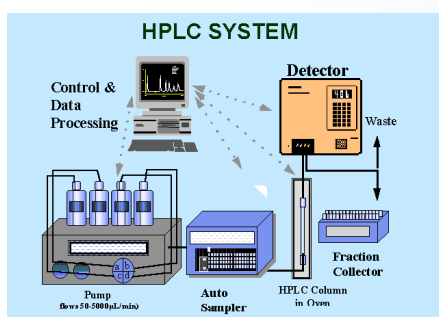 HPLC SYSTEM
Control &
Data
Processing
Detector
Waste
a b
c d
Pump
flows 50-5000µL/min)
Auto
Sampler
HPLC Column
in Oven
Fraction
Collector